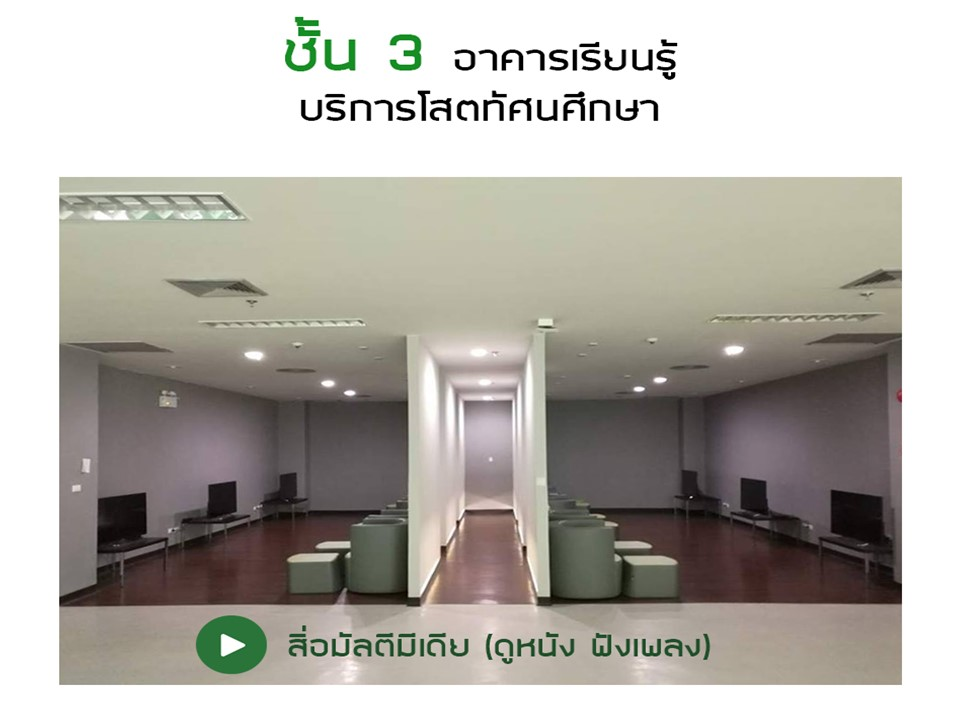 ชั้น 3 อาคารเรียนรู้
บริการโสตทัศนศึกษา
สื่อมัลติมีเดีย (ดูหนัง ฟังเพลง)